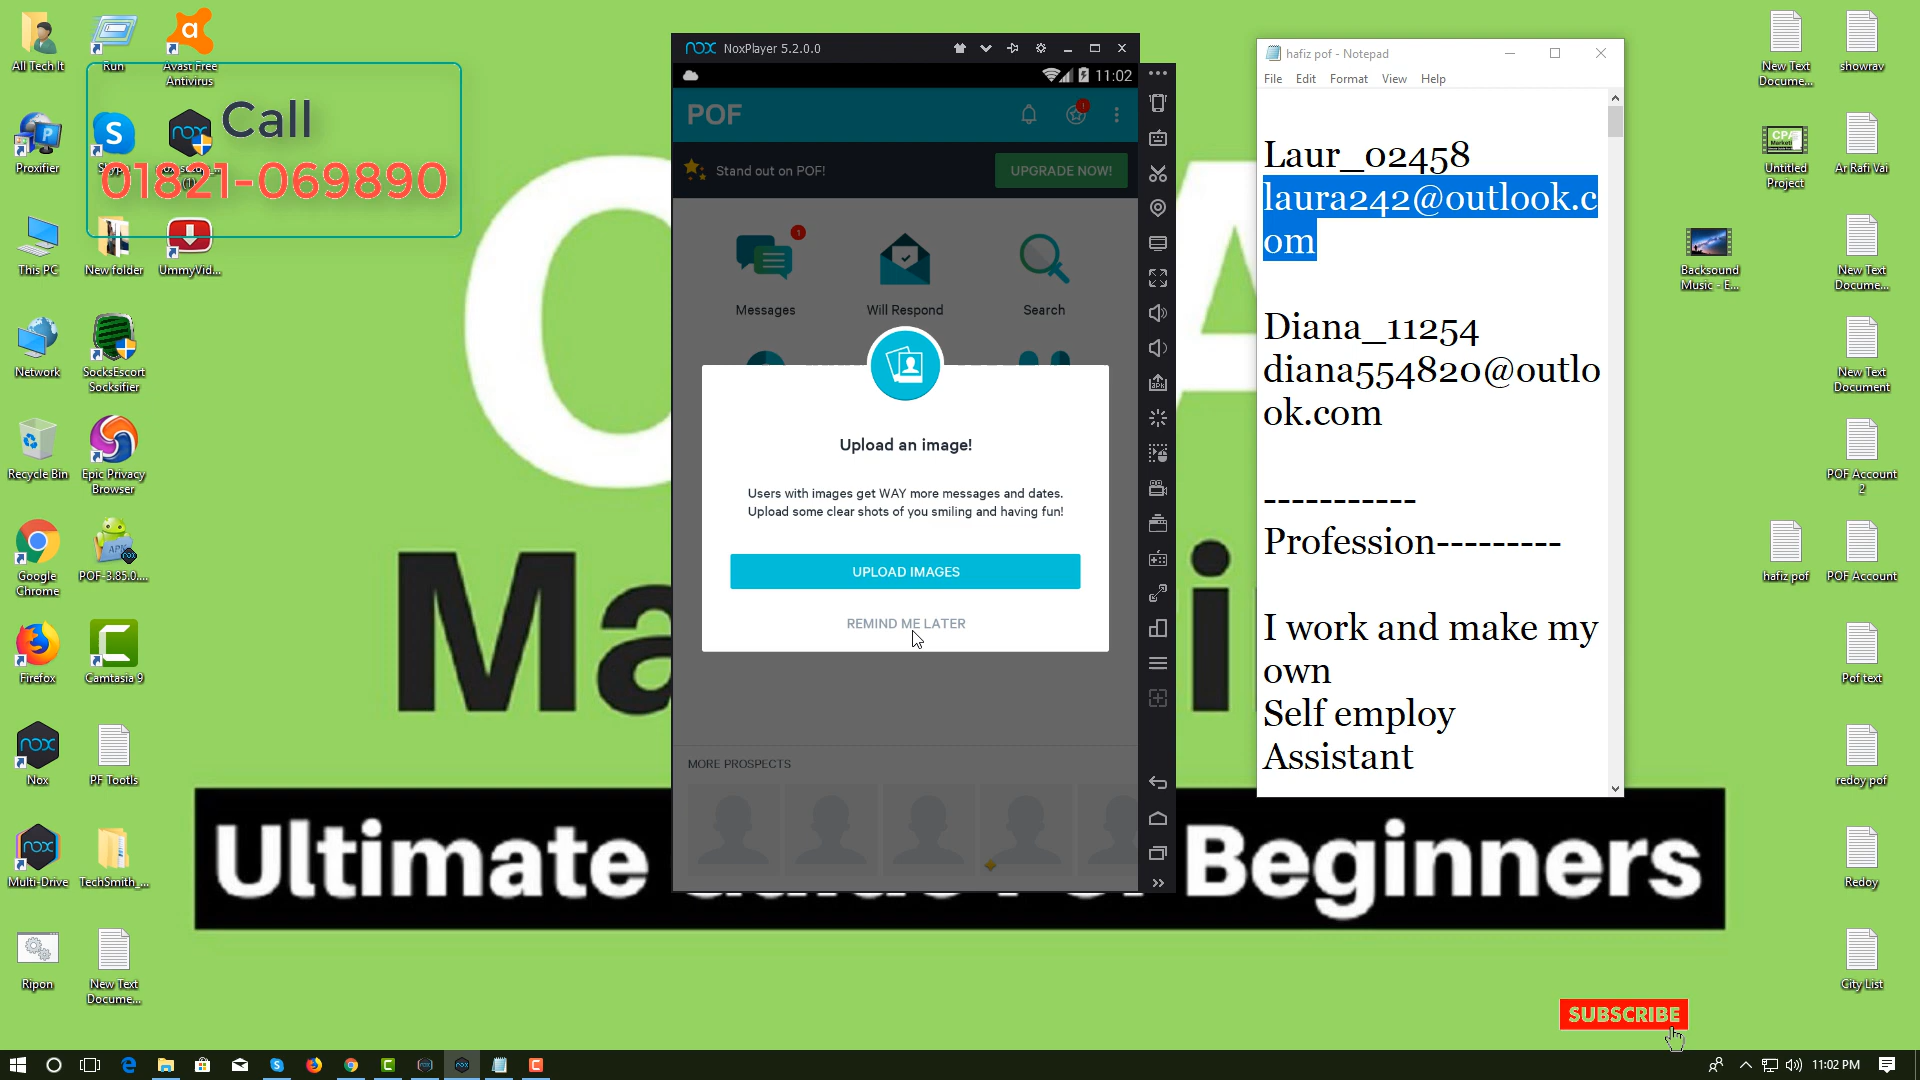 All Tech It
Run
Avast Free
Antivirus
Call
01821-069890
Proxifier
This PC
New folder
UmmyVid...
Network
SocksEscort
Socksifier
Recycle Bin
Epic Privacy
Browser
Google
Chrome
POF-3.85.0....
Firefox
Camtasia 9
Nox
PF Tootls
Multi-Drive
TechSmith_...
Ripon
New Text
Docume...
nox NoxPlayer 5.2.0.0
11:02
POF
1
Stand out on POF!
UPGRADE NOW!
1
Messages
Will Respond
Search
Upload an image!
Users with images get WAY more messages and dates.
Upload some clear shots of you smiling and having fun!
UPLOAD IMAGES
REMIND ME LATER
MORE PROSPECTS
hafiz pof - Notepad
File Edit Format View Help
Laur_02458
laura242@outlook.c
om
Diana_11254
diana554820@outlo
ok.com
-----------
Profession---------
I work and make my
own
Self employ
Assistant
New Text
Docume...
showrav
Untitled
Project
Ar Rafi Vai
Backsound
Music - E...
New Text
Docume...
New Text
Document
POF Account
2
hafiz pof
POF Account
Pof text
redoy pof
Redoy
City List
Ultimate
Beginners
SUBSCRIBE
11:02 PM